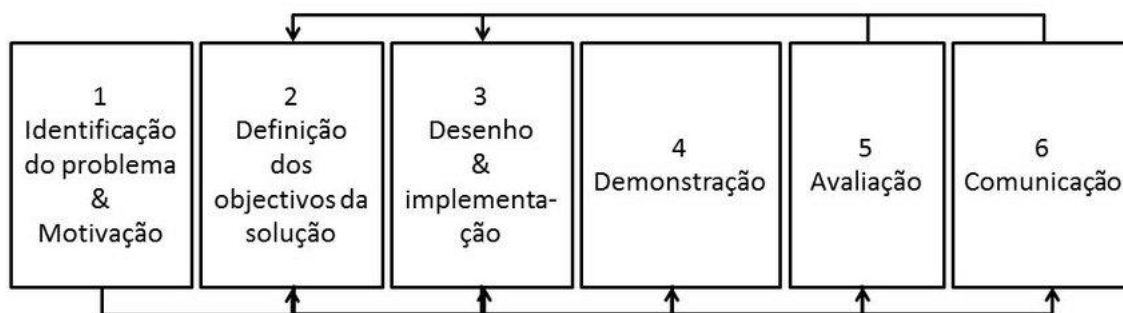 1
Identificação
do problema
&
Motivação
2
Definição
dos
objectivos da
solução
3
Desenho
&
implementa-
ção
4
Demonstração
5
Avaliação
6
Comunicação